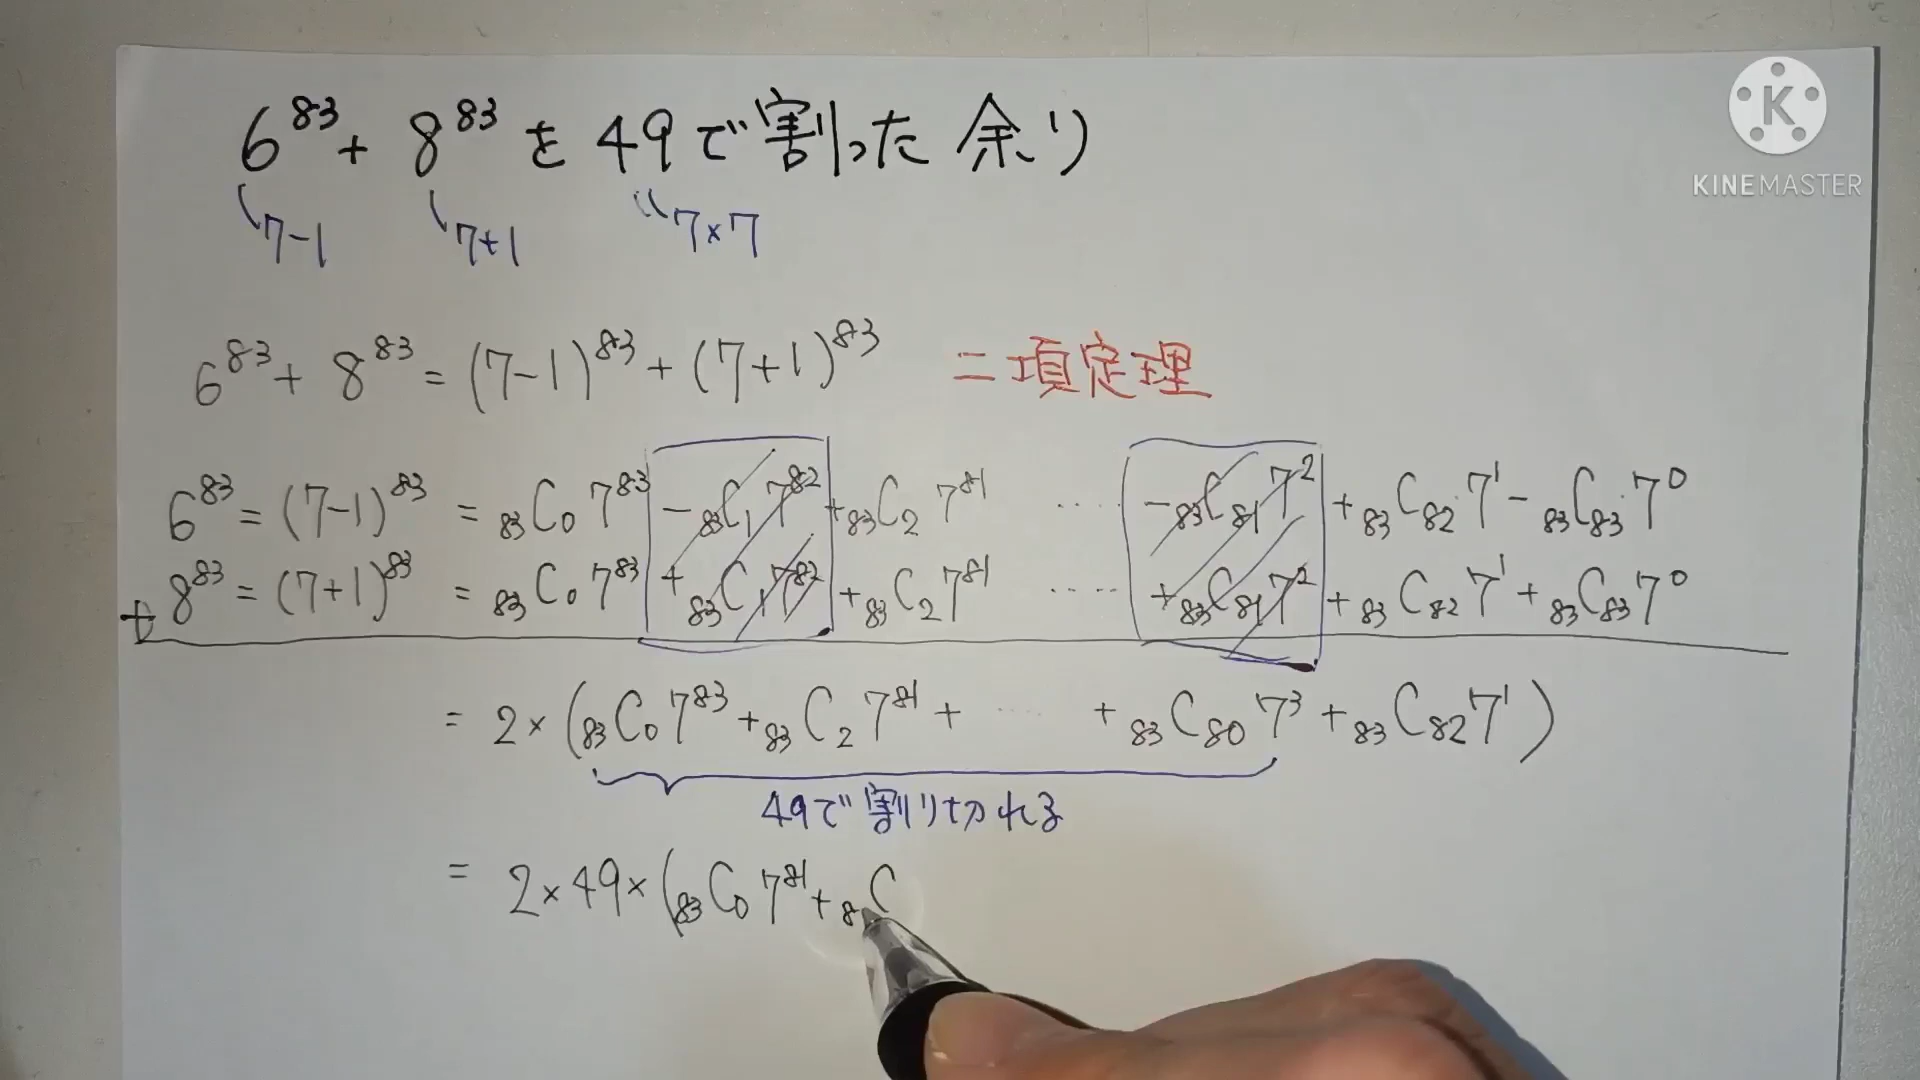 6^83 + 8^83 を 49で割った余り
7-1 7+1 7×7
6^83 + 8^83 = (7-1)^83 + (7+1)^83 二項定理
6^83 = (7-1)^83 = ₈₃C₀ 7^83 - ₈₃C₁ 7^82 + ₈₃C₂ 7^81 ‥‥ - ₈₃C₈₁ 7^2 + ₈₃C₈₂ 7^1 - ₈₃C₈₃ 7^0
+ 8^83 = (7+1)^83 = ₈₃C₀ 7^83 + ₈₃C₁ 7^82 + ₈₃C₂ 7^81 ‥‥ + ₈₃C₈₁ 7^2 + ₈₃C₈₂ 7^1 + ₈₃C₈₃ 7^0
= 2 × (₈₃C₀ 7^83 + ₈₃C₂ 7^81 + ‥‥ + ₈₃C₈₀ 7^3 + ₈₃C₈₂ 7^1)
49で割り切れる
= 2×49×(₈₃C₀ 7^81 + ₈C
K
KINEMASTER